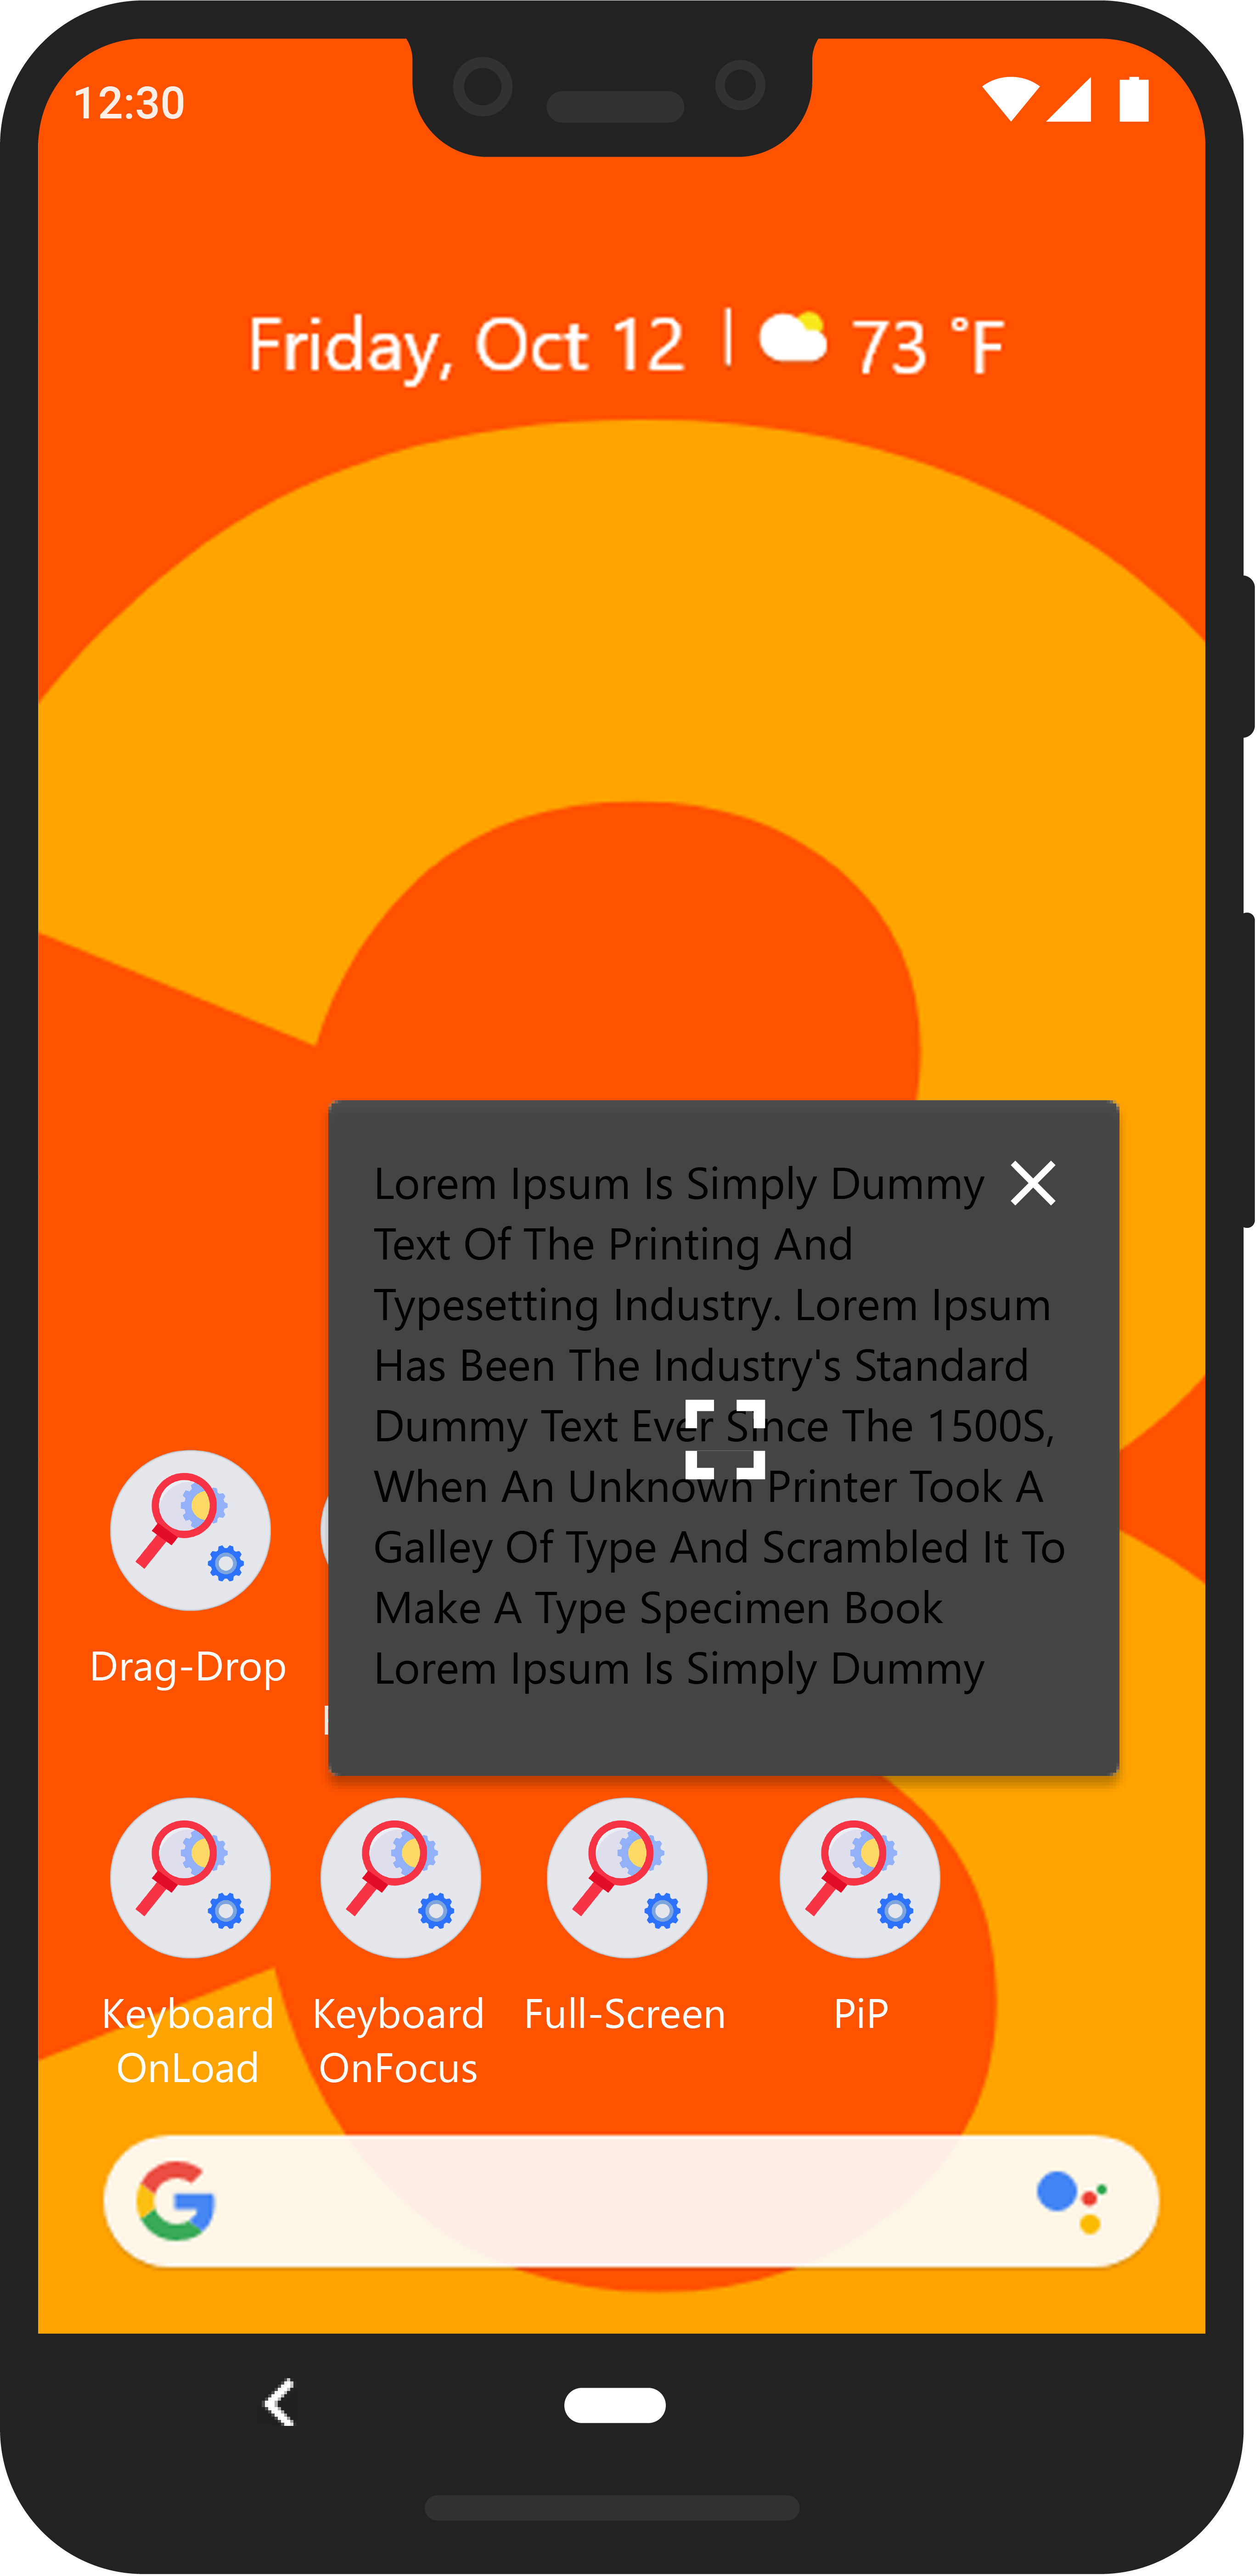 12:30
Friday, Oct 12 | 73 °F
Lorem Ipsum Is Simply Dummy
Text Of The Printing And
Typesetting Industry. Lorem Ipsum
Has Been The Industry's Standard
Dummy Text Ever Since The 1500S,
When An Unknown Printer Took A
Galley Of Type And Scrambled It To
Make A Type Specimen Book
Lorem Ipsum Is Simply Dummy
Drag-Drop
Keyboard OnLoad
Keyboard OnFocus
Full-Screen
PiP
G